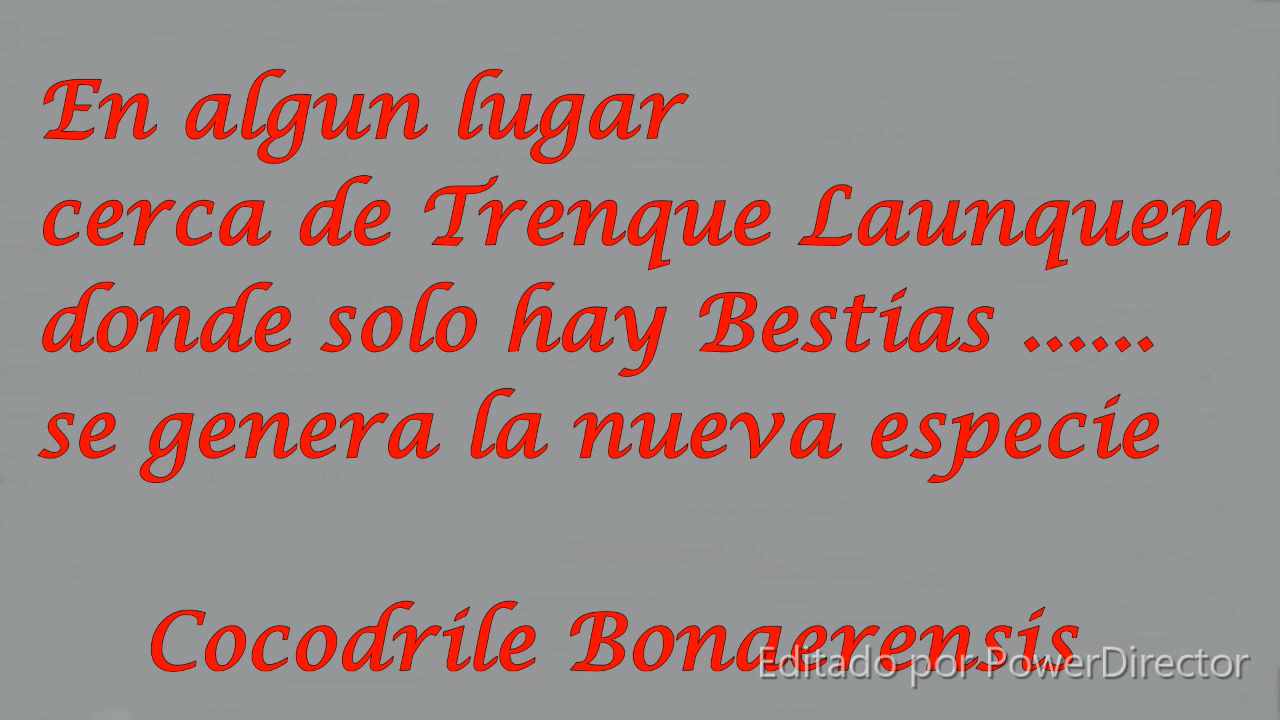 En algun lugar
cerca de Trenque Launquen
donde solo hay Bestias ......
se genera la nueva especie
Cocodrile Bonaerensis
Editado por PowerDirector